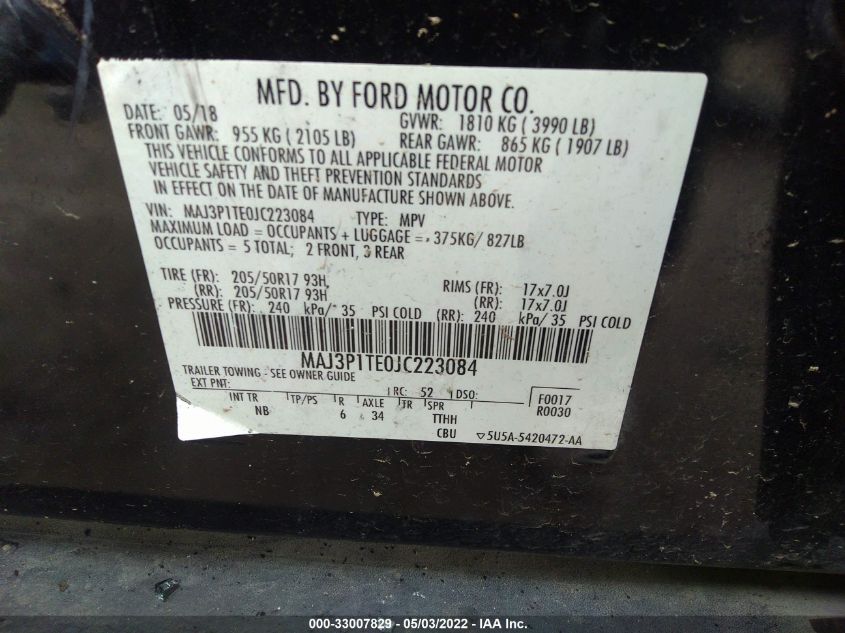 MFD. BY FORD MOTOR CO.
DATE: 05/18 GVWR: 1810 KG ( 3990 LB)
FRONT GAWR: 955 KG ( 2105 LB) REAR GAWR: 865 KG ( 1907 LB)
THIS VEHICLE CONFORMS TO ALL APPLICABLE FEDERAL MOTOR
VEHICLE SAFETY AND THEFT PREVENTION STANDARDS
IN EFFECT ON THE DATE OF MANUFACTURE SHOWN ABOVE.
VIN: MAJ3P1TE0JC223084 TYPE: MPV
MAXIMUM LOAD = OCCUPANTS + LUGGAGE = 375KG/ 827LB
OCCUPANTS = 5 TOTAL; 2 FRONT, 3 REAR
TIRE (FR): 205/50R17 93H, RIMS (FR): 17x7.0J
(RR): 205/50R17 93H (RR): 17x7.0J
PRESSURE (FR): 240 kPa/ 35 PSI COLD (RR): 240 kPa/ 35 PSI COLD
MAJ3P1TE0JC223084
TRAILER TOWING - SEE OWNER GUIDE
EXT PNT: RC: 52 DSO: F0017
R0030
INT TR TP/PS R AXLE TR SPR
NB 6 34 TTHH
CBU ▽5U5A-5420472-AA
000-33007829 - 05/03/2022 - IAA Inc.